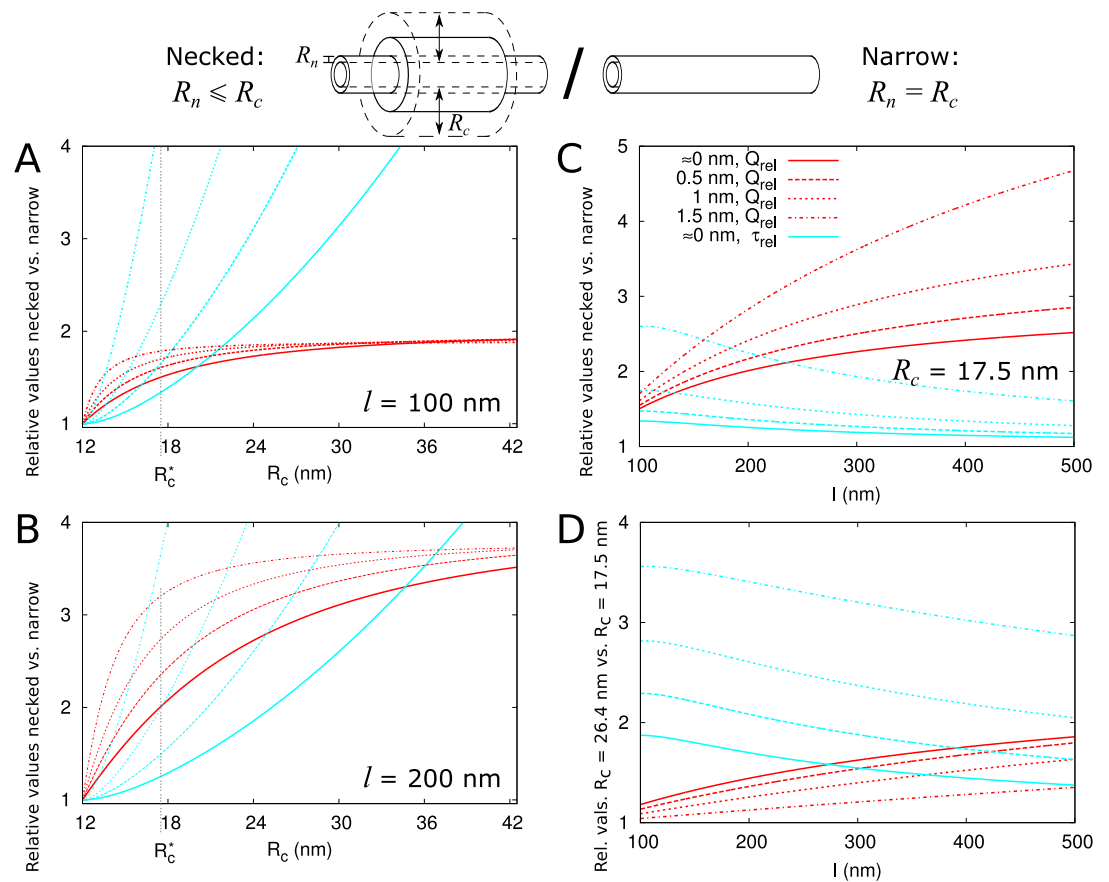 Necked:
Rₙ ⩽ R_c
Rₙ
R_c
/
Narrow:
Rₙ = R_c
A
Relative values necked vs. narrow
4
3
2
1
l = 100 nm
12 18 24 30 36 42
R_c* R_c (nm)
B
Relative values necked vs. narrow
4
3
2
1
l = 200 nm
12 18 24 30 36 42
R_c* R_c (nm)
C
Relative values necked vs. narrow
5
4
3
2
1
≈0 nm, Q_rel
0.5 nm, Q_rel
1 nm, Q_rel
1.5 nm, Q_rel
≈0 nm, τ_rel
R_c = 17.5 nm
100 200 300 400 500
l (nm)
D
Rel. vals. R_C = 26.4 nm vs. R_C = 17.5 nm
4
3
2
1
100 200 300 400 500
l (nm)